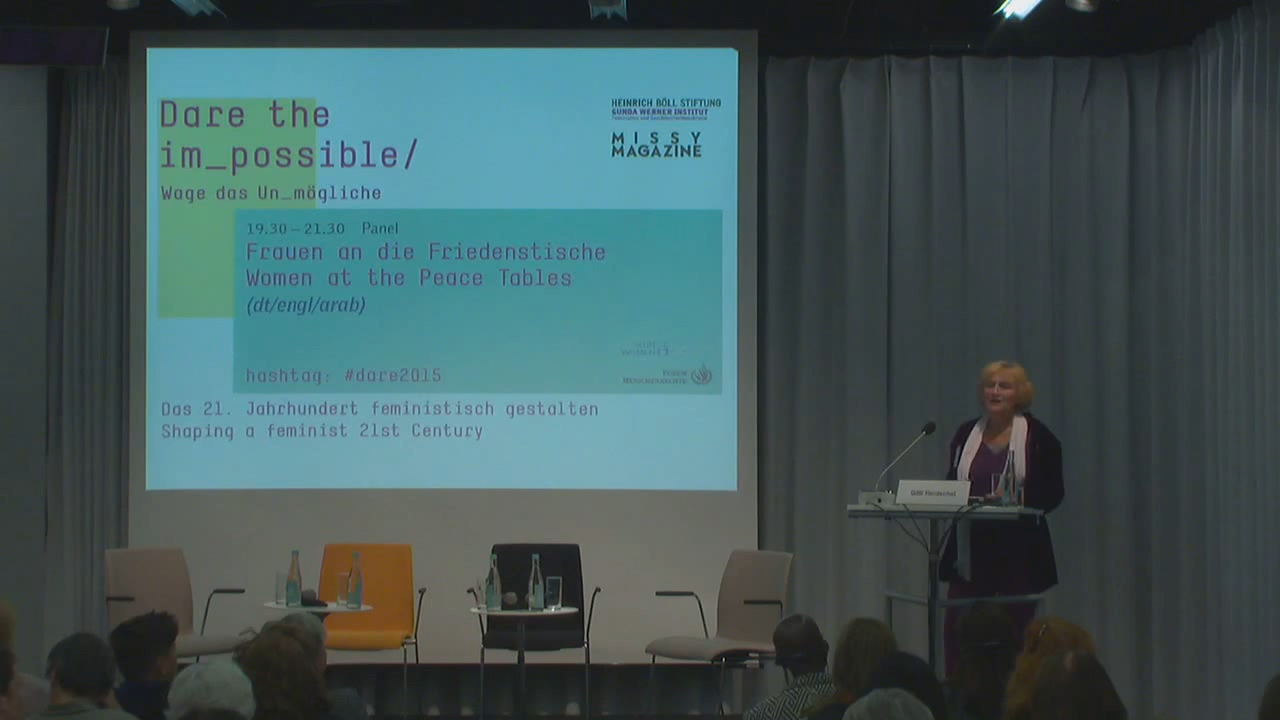 Dare the
im_possible/
Wage das Un_mögliche
HEINRICH BÖLL STIFTUNG
GUNDA WERNER INSTITUT
MISSY
MAGAZINE
19.30 – 21.30 Panel
Frauen an die Friedenstische
Women at the Peace Tables
(dt/engl/arab)
hashtag: #dare2015
FORUM
MENSCHENRECHTE
Das 21. Jahrhundert feministisch gestalten
Shaping a feminist 21st Century